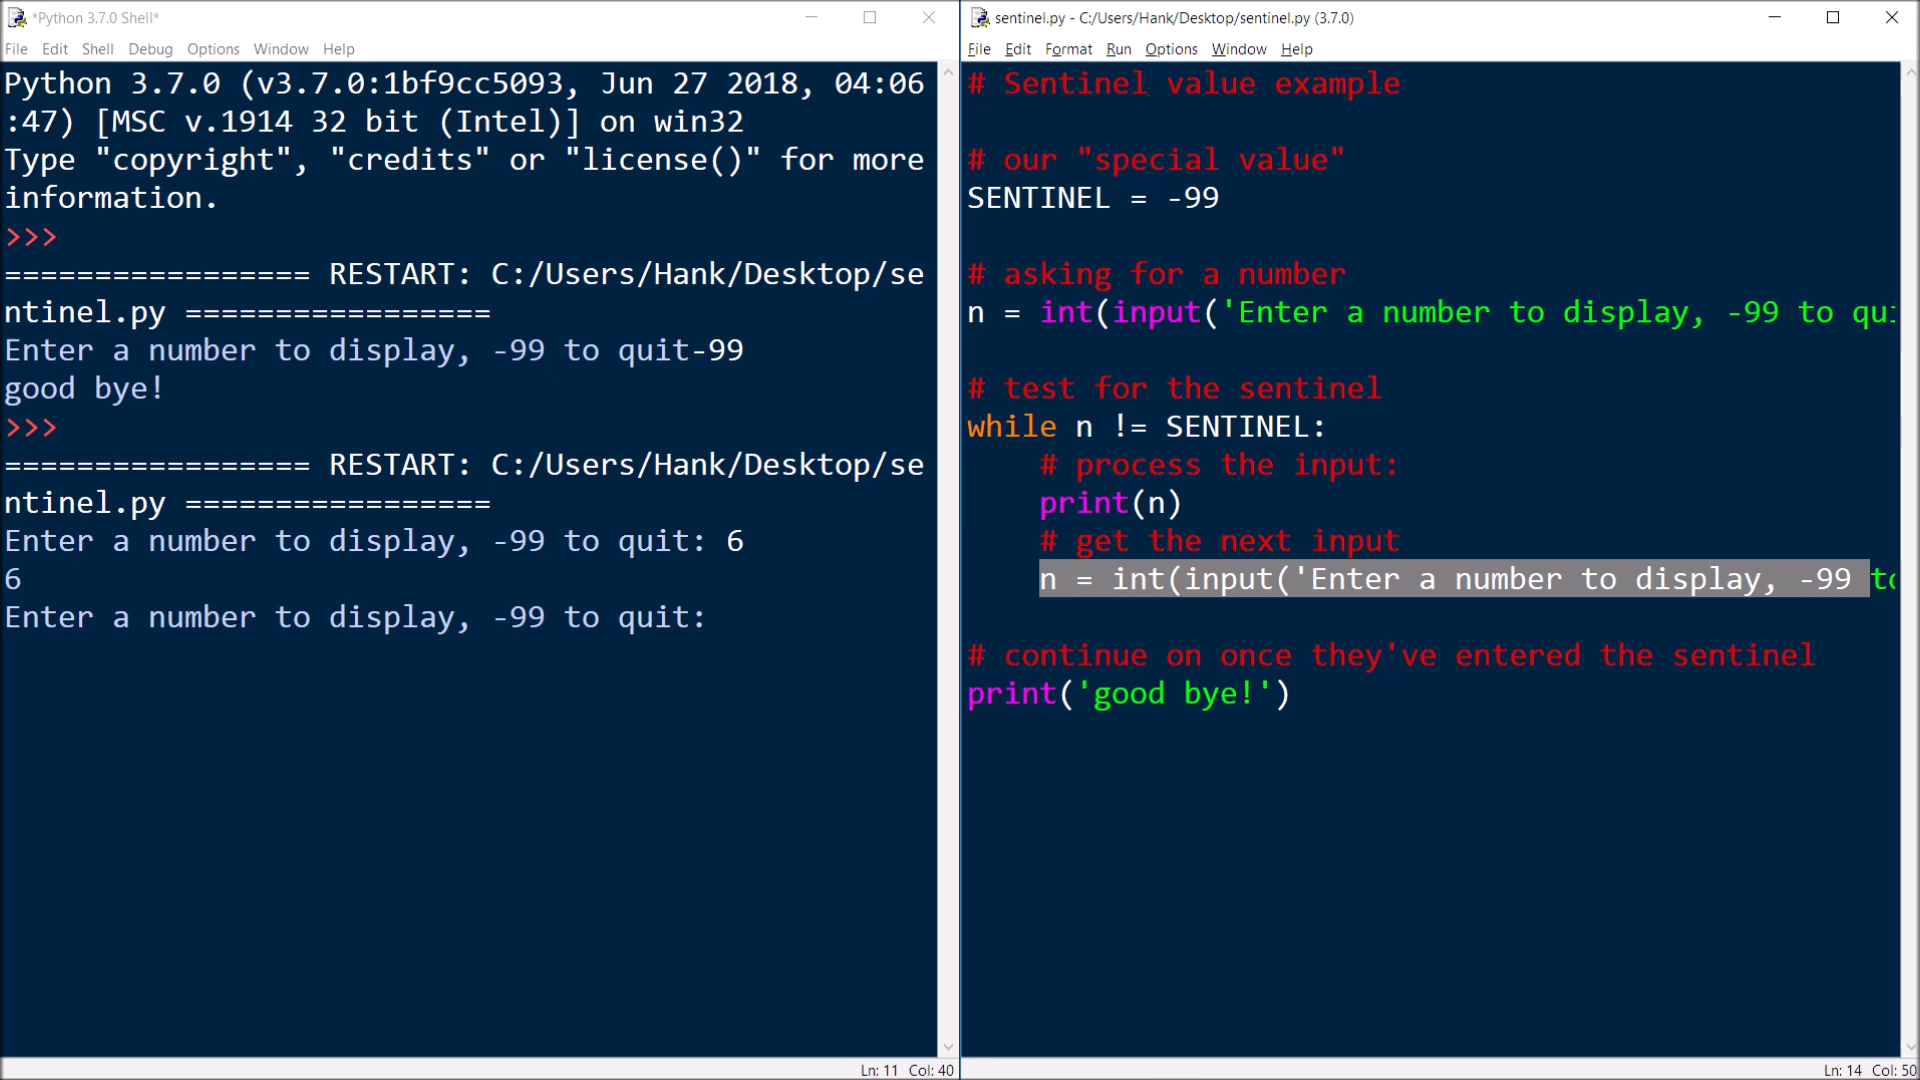 *Python 3.7.0 Shell*
File Edit Shell Debug Options Window Help
Python 3.7.0 (v3.7.0:1bf9cc5093, Jun 27 2018, 04:06
:47) [MSC v.1914 32 bit (Intel)] on win32
Type "copyright", "credits" or "license()" for more
information.
>>>
================= RESTART: C:/Users/Hank/Desktop/se
ntinel.py =================
Enter a number to display, -99 to quit-99
good bye!
>>>
================= RESTART: C:/Users/Hank/Desktop/se
ntinel.py =================
Enter a number to display, -99 to quit: 6
6
Enter a number to display, -99 to quit:
Ln: 11 Col: 40
sentinel.py - C:/Users/Hank/Desktop/sentinel.py (3.7.0)
File Edit Format Run Options Window Help
# Sentinel value example
# our "special value"
SENTINEL = -99
# asking for a number
n = int(input('Enter a number to display, -99 to qui
# test for the sentinel
while n != SENTINEL:
# process the input:
print(n)
# get the next input
n = int(input('Enter a number to display, -99 to
# continue on once they've entered the sentinel
print('good bye!')
Ln: 14 Col: 50